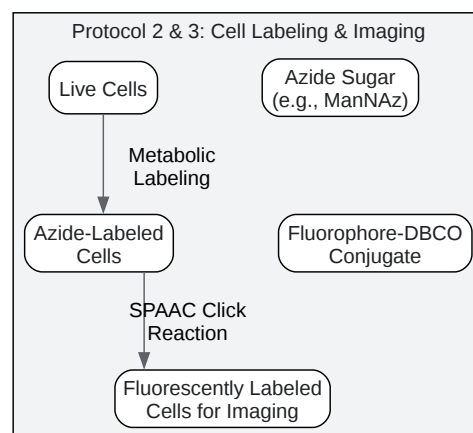 Protocol 2 & 3: Cell Labeling & Imaging
Live Cells
Azide Sugar
(e.g., ManNAz)
Metabolic
Labeling
Azide-Labeled
Cells
Fluorophore-DBCO
Conjugate
SPAAC Click
Reaction
Fluorescently Labeled
Cells for Imaging